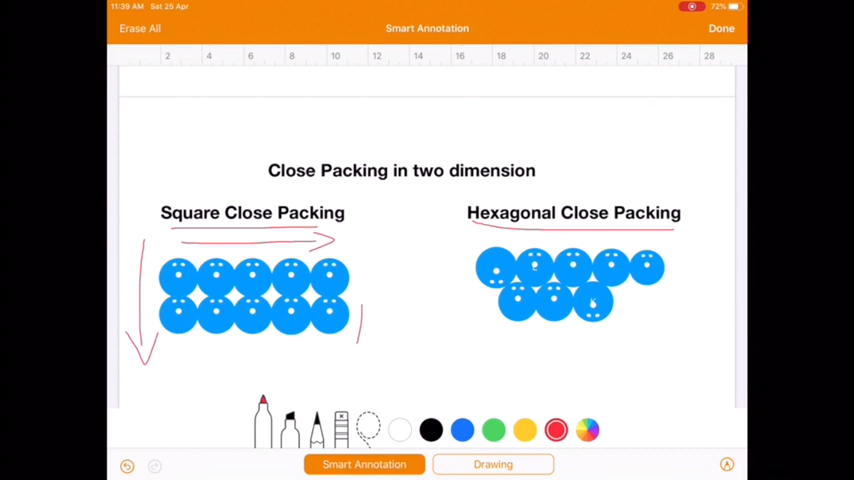 11:39 AM Sat 25 Apr 72%
Erase All Smart Annotation Done
2 4 6 8 10 12 14 16 18 20 22 24 26 28
Close Packing in two dimension
Square Close Packing Hexagonal Close Packing
Smart Annotation Drawing